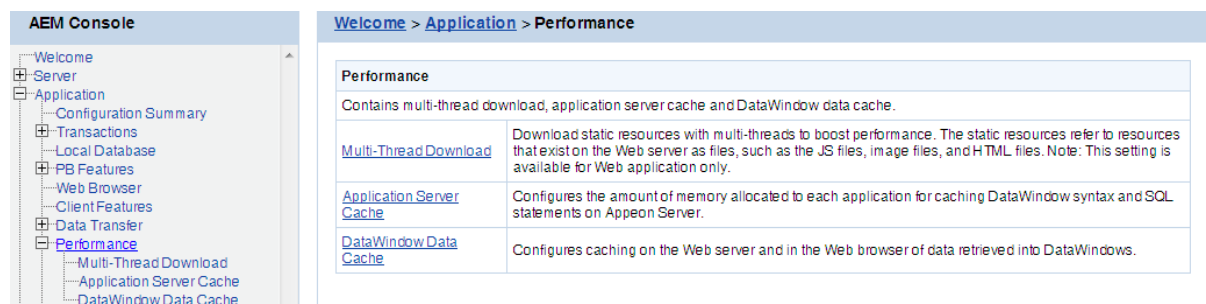 AEM Console
Welcome
Server
Application
Configuration Summary
Transactions
Local Database
PB Features
Web Browser
Client Features
Data Transfer
Performance
Multi-Thread Download
Application Server Cache
DataWindow Data Cache
Welcome > Application > Performance
Performance
Contains multi-thread download, application server cache and DataWindow data cache.
Multi-Thread Download
Download static resources with multi-threads to boost performance. The static resources refer to resources
that exist on the Web server as files, such as the JS files, image files, and HTML files. Note: This setting is
available for Web application only.
Application Server
Cache
Configures the amount of memory allocated to each application for caching DataWindow syntax and SQL
statements on Appeon Server.
DataWindow Data
Cache
Configures caching on the Web server and in the Web browser of data retrieved into DataWindows.